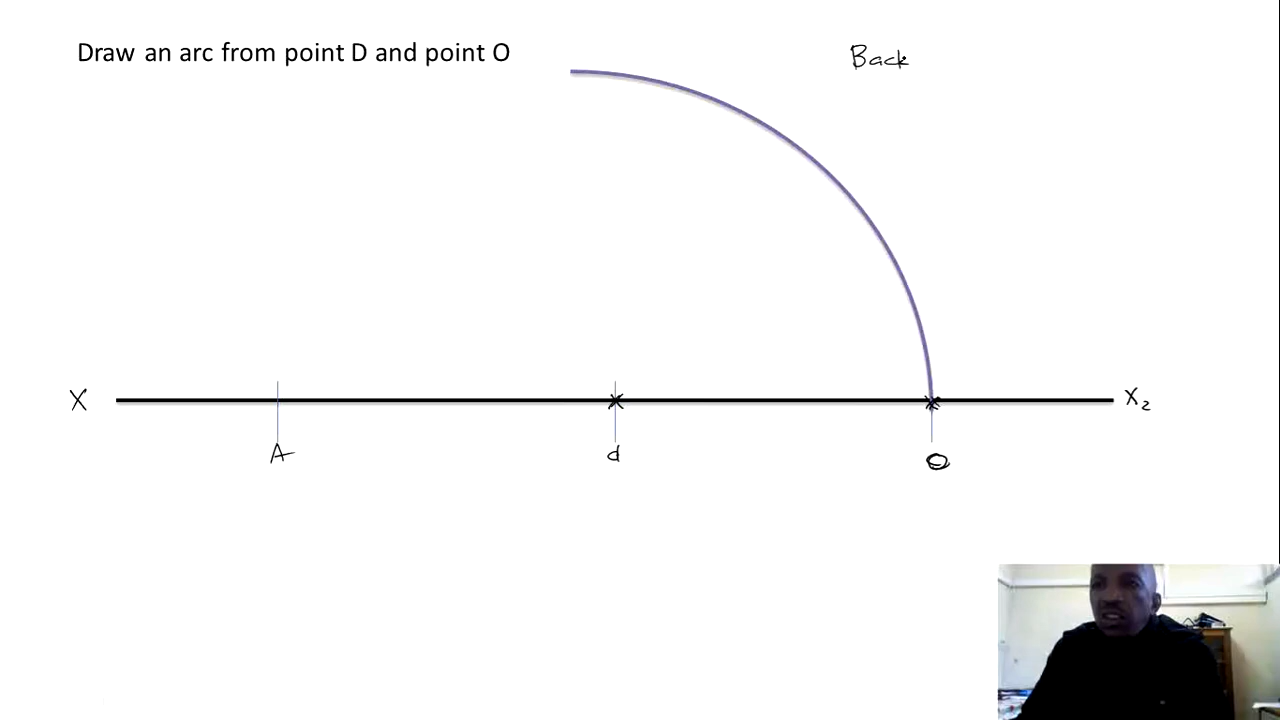 Draw an arc from point D and point O
Back
X
X₂
A
d
O